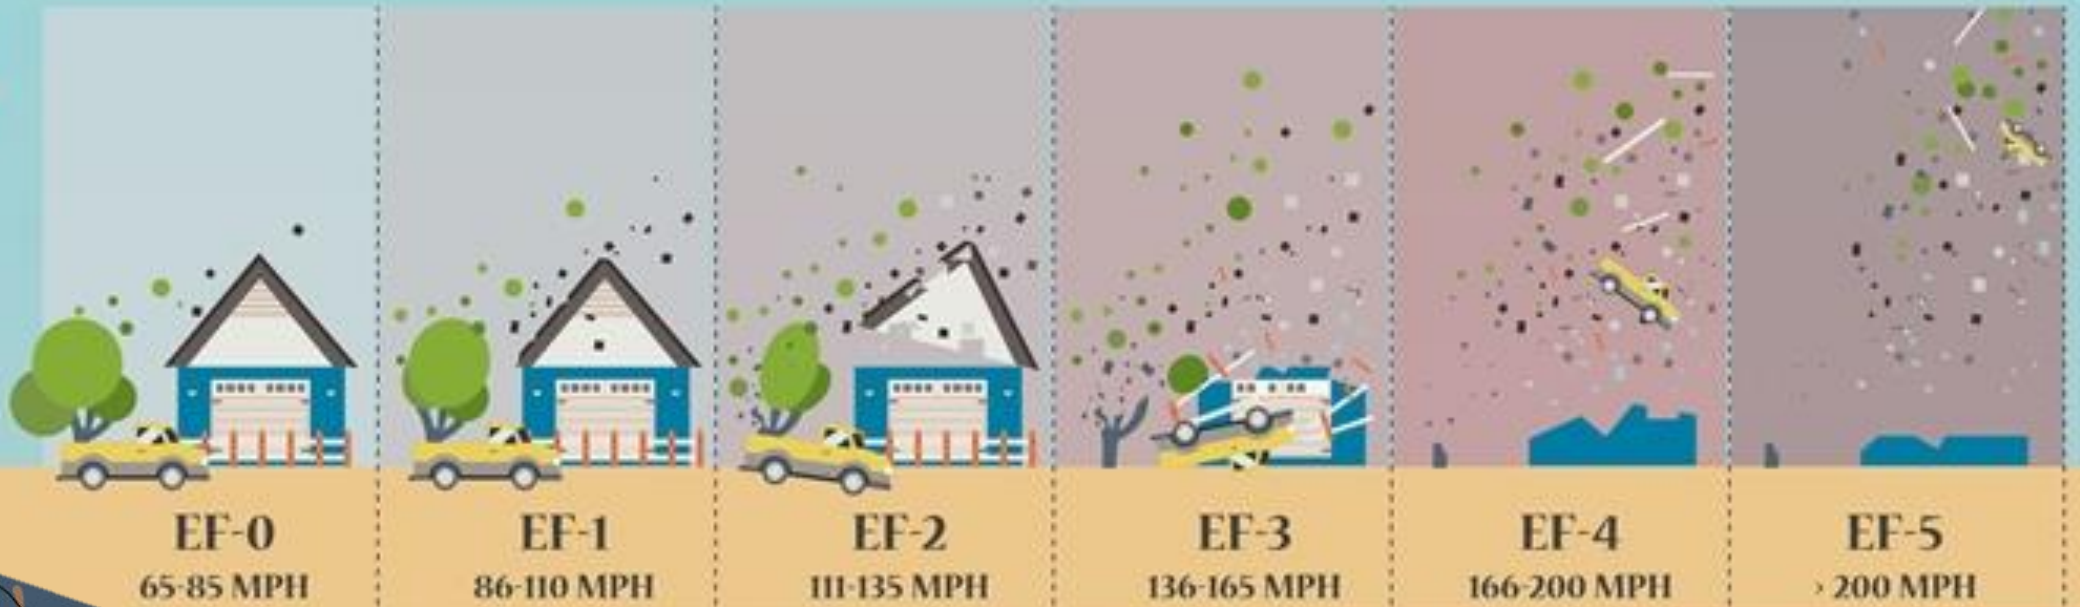 EF-0
65-85 MPH
EF-1
86-110 MPH
EF-2
111-135 MPH
EF-3
136-165 MPH
EF-4
166-200 MPH
EF-5
> 200 MPH